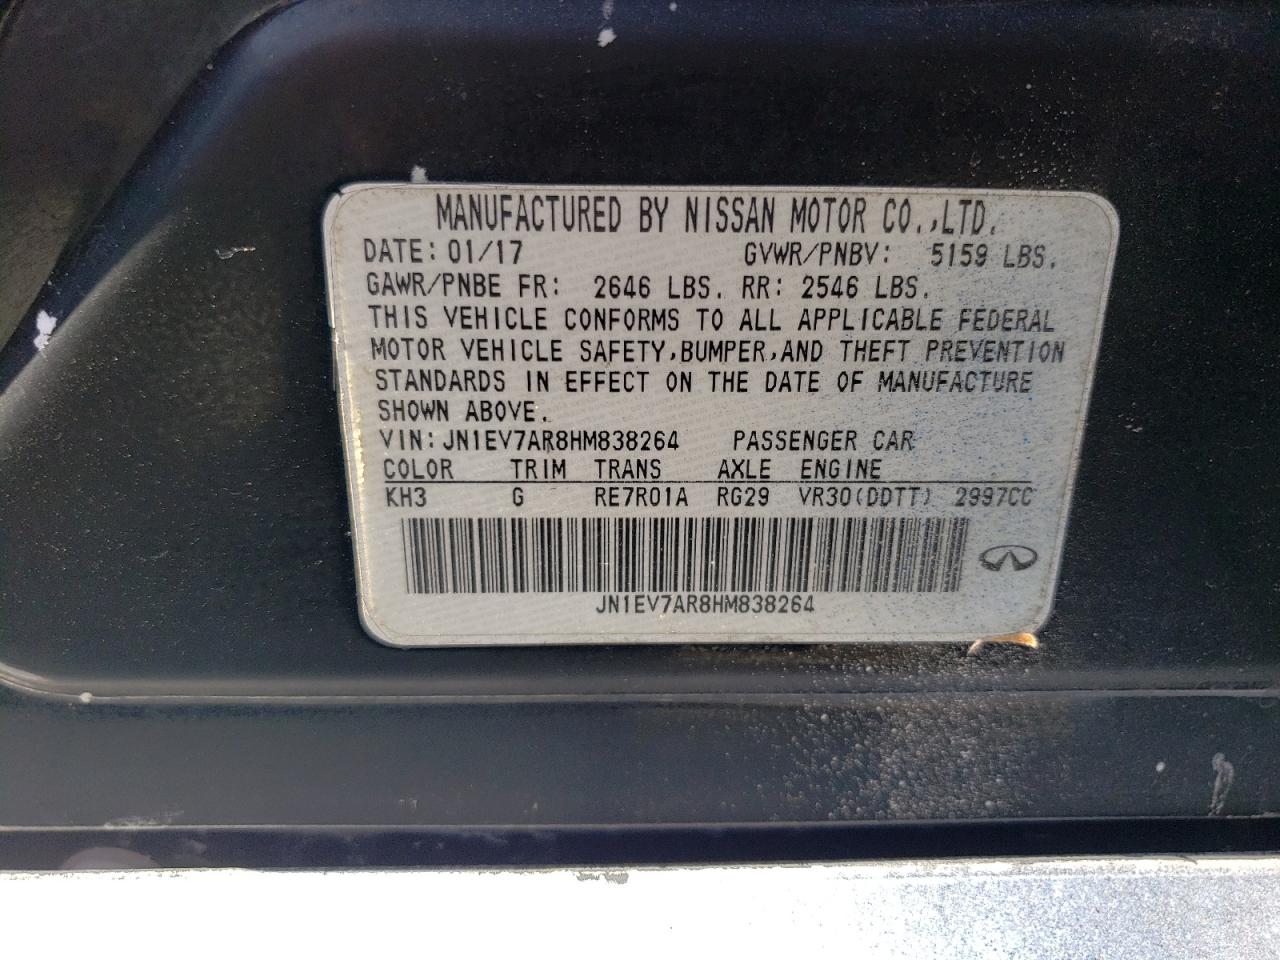 MANUFACTURED BY NISSAN MOTOR CO.,LTD.
DATE: 01/17 GVWR/PNBV: 5159 LBS.
GAWR/PNBE FR: 2646 LBS. RR: 2546 LBS.
THIS VEHICLE CONFORMS TO ALL APPLICABLE FEDERAL
MOTOR VEHICLE SAFETY,BUMPER,AND THEFT PREVENTION
STANDARDS IN EFFECT ON THE DATE OF MANUFACTURE
SHOWN ABOVE.
VIN: JN1EV7AR8HM838264 PASSENGER CAR
COLOR TRIM TRANS AXLE ENGINE
KH3 G RE7R01A RG29 VR30(DDTT) 2997CC
JN1EV7AR8HM838264